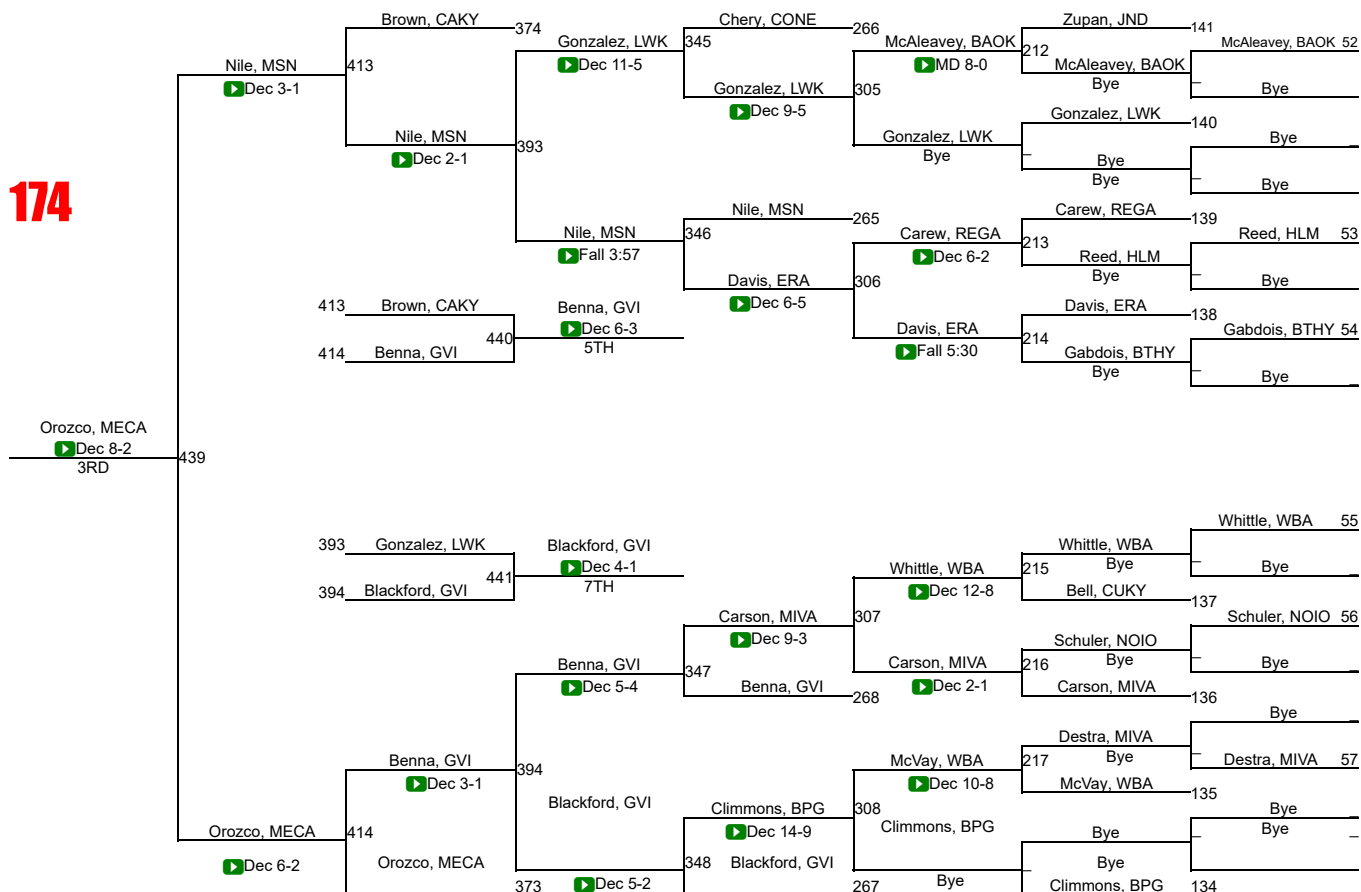 Brown, CAKY
374
Chery, CONE
266
Zupan, JND
141
Gonzalez, LWK
345
McAleavey, BAOK
212
McAleavey, BAOK 52
Nile, MSN
413
Dec 11-5
MD 8-0
McAleavey, BAOK
Bye
Bye
Dec 3-1
Gonzalez, LWK
305
Dec 9-5
Gonzalez, LWK
140
Nile, MSN
393
Gonzalez, LWK
Bye
Dec 2-1
Bye
Bye
Bye
Bye
174
Nile, MSN
265
Carew, REGA
139
Nile, MSN
346
Carew, REGA
213
Reed, HLM 53
Fall 3:57
Dec 6-2
Reed, HLM
Bye
Bye
Davis, ERA
306
Dec 6-5
413
Brown, CAKY
Benna, GVI
Davis, ERA
138
440
Dec 6-3
Davis, ERA
214
Gabdois, BTHY 54
414
Benna, GVI
5TH
Fall 5:30
Gabdois, BTHY
Bye
Bye
Orozco, MECA
Dec 8-2
439
3RD
Whittle, WBA 55
393
Gonzalez, LWK
Blackford, GVI
Whittle, WBA
441
Dec 4-1
Whittle, WBA
215
Bye
Bye
394
Blackford, GVI
7TH
Dec 12-8
Bell, CUKY
137
Carson, MIVA
307
Schuler, NOIO 56
Dec 9-3
Schuler, NOIO
Benna, GVI
347
Carson, MIVA
216
Bye
Bye
Dec 5-4
Benna, GVI
268
Dec 2-1
Carson, MIVA
136
Bye
Destra, MIVA
Benna, GVI
394
McVay, WBA
217
Bye
Destra, MIVA 57
Dec 3-1
Dec 10-8
McVay, WBA
135
Blackford, GVI
Climmons, BPG
308
Bye
Orozco, MECA
414
Dec 14-9
Climmons, BPG
Bye
Bye
Dec 6-2
Orozco, MECA
348
Blackford, GVI
Bye
373
Dec 5-2
267
Bye
Climmons, BPG
134